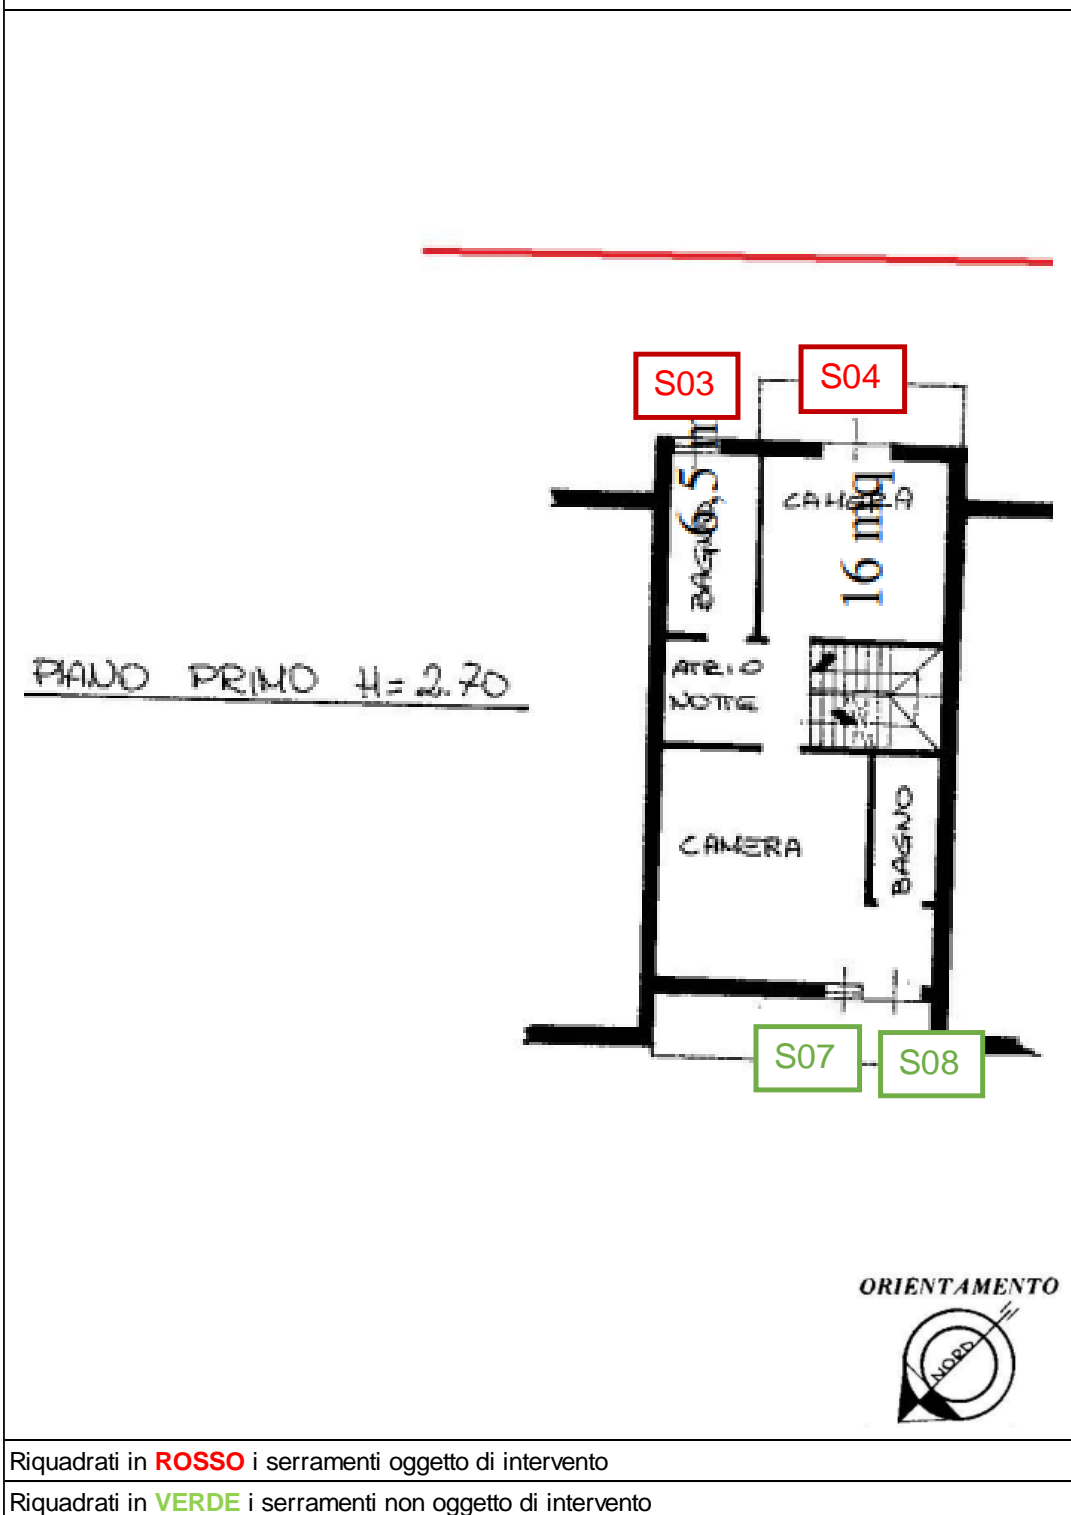 S03
S04
6,5 m
BAGNO
CAMERA
16 mq
PIANO PRIMO H=2.70
ATRIO
NOTTE
CAMERA
BAGNO
S07
S08
ORIENTAMENTO
NORD
Riquadrati in ROSSO i serramenti oggetto di intervento
Riquadrati in VERDE i serramenti non oggetto di intervento